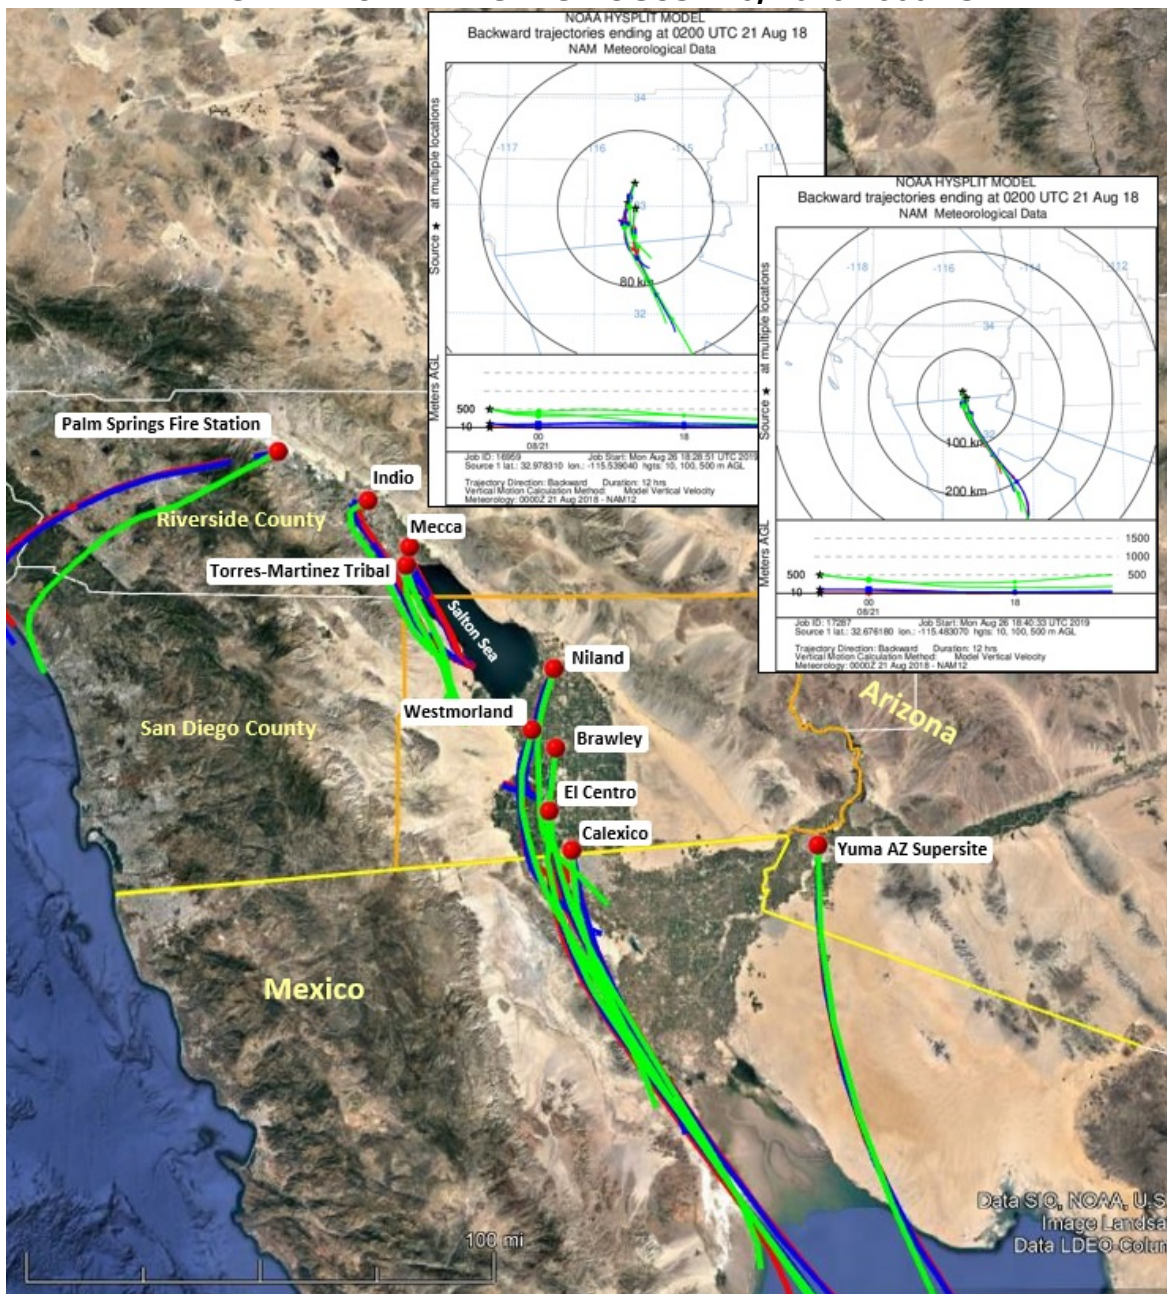 NOAA HYSPLIT MODEL
Backward trajectories ending at 0200 UTC 21 Aug 18
NAM Meteorological Data
Source ★ at multiple locations
-117
-116
-115
-114
34
33
32
80 km
Meters AGL
500
10
00
18
08/21
Job ID: 16959 Job Start: Mon Aug 26 18:28:51 UTC 2019
Source 1 lat.: 32.978310 lon.: -115.539040 hgts: 10, 100, 500 m AGL
Trajectory Direction: Backward Duration: 12 hrs
Vertical Motion Calculation Method: Model Vertical Velocity
Meteorology: 0000Z 21 Aug 2018 - NAM12
NOAA HYSPLIT MODEL
Backward trajectories ending at 0200 UTC 21 Aug 18
NAM Meteorological Data
Source ★ at multiple locations
-118
-116
-114
-112
34
32
100 km
200 km
Meters AGL
1500
1000
500
500
10
00
18
08/21
Job ID: 17287 Job Start: Mon Aug 26 18:40:33 UTC 2019
Source 1 lat.: 32.676180 lon.: -115.483070 hgts: 10, 100, 500 m AGL
Trajectory Direction: Backward Duration: 12 hrs
Vertical Motion Calculation Method: Model Vertical Velocity
Meteorology: 0000Z 21 Aug 2018 - NAM12
Palm Springs Fire Station
Indio
Riverside County
Mecca
Torres-Martinez Tribal
Salton Sea
Niland
Westmorland
Arizona
San Diego County
Brawley
El Centro
Calexico
Yuma AZ Supersite
Mexico
Data SIO, NOAA, U.S
Image Landsa
Data LDEO-Colum
100 mi